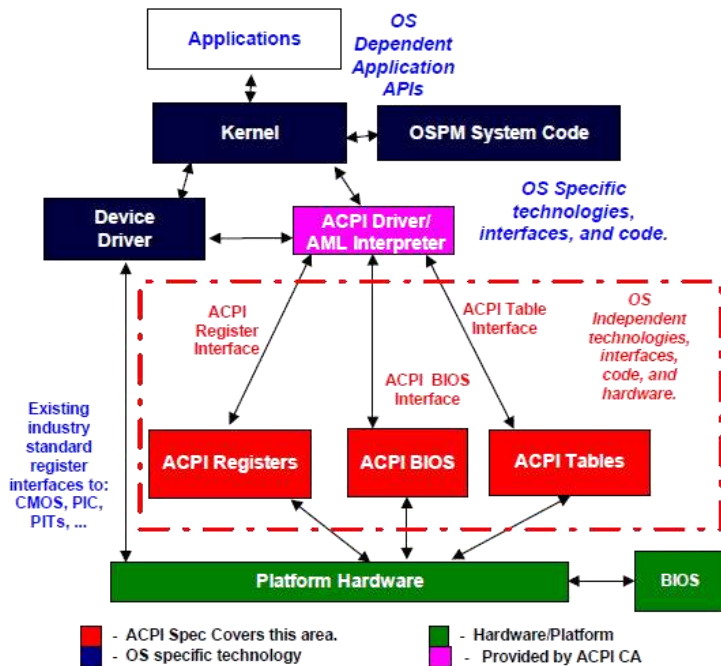 Applications
OS
Dependent
Application
APIs
Kernel
OSPM System Code
OS Specific
technologies,
interfaces, and code.
Device
Driver
ACPI Driver/
AML Interpreter
ACPI
Register
Interface
ACPI Table
Interface
OS
Independent
technologies,
interfaces,
code, and
hardware.
ACPI BIOS
Interface
Existing
industry
standard
register
interfaces to:
CMOS, PIC,
PITs, ...
ACPI Registers
ACPI BIOS
ACPI Tables
Platform Hardware
BIOS
- ACPI Spec Covers this area.
- OS specific technology
- Hardware/Platform
- Provided by ACPI CA